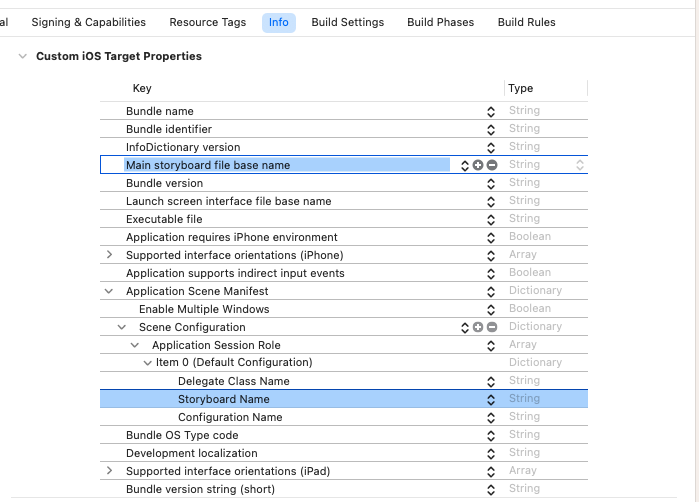 al Signing & Capabilities Resource Tags Info Build Settings Build Phases Build Rules
Custom iOS Target Properties
Key Type
Bundle name String
Bundle identifier String
InfoDictionary version String
Main storyboard file base name String
Bundle version String
Launch screen interface file base name String
Executable file String
Application requires iPhone environment Boolean
Supported interface orientations (iPhone) Array
Application supports indirect input events Boolean
Application Scene Manifest Dictionary
Enable Multiple Windows Boolean
Scene Configuration Dictionary
Application Session Role Array
Item 0 (Default Configuration) Dictionary
Delegate Class Name String
Storyboard Name String
Configuration Name String
Bundle OS Type code String
Development localization String
Supported interface orientations (iPad) Array
Bundle version string (short) String